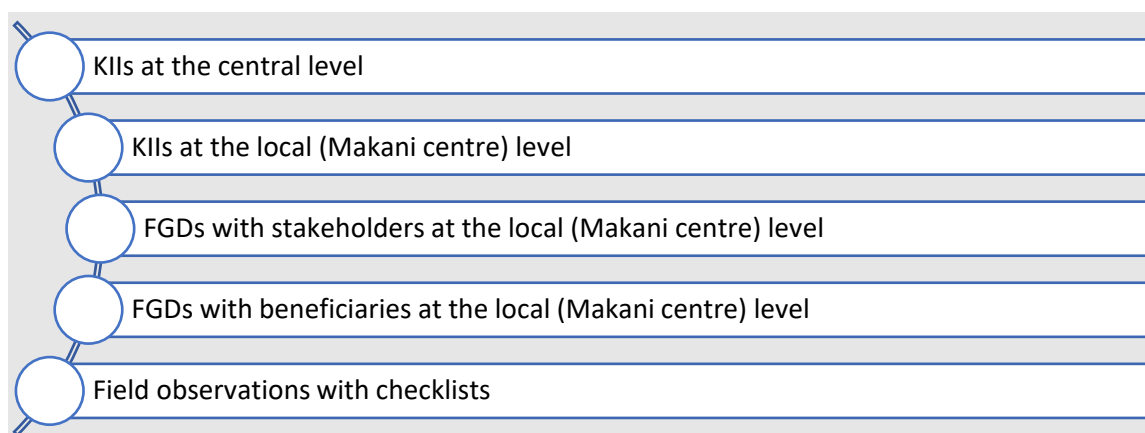 KIIs at the central level
KIIs at the local (Makani centre) level
FGDs with stakeholders at the local (Makani centre) level
FGDs with beneficiaries at the local (Makani centre) level
Field observations with checklists